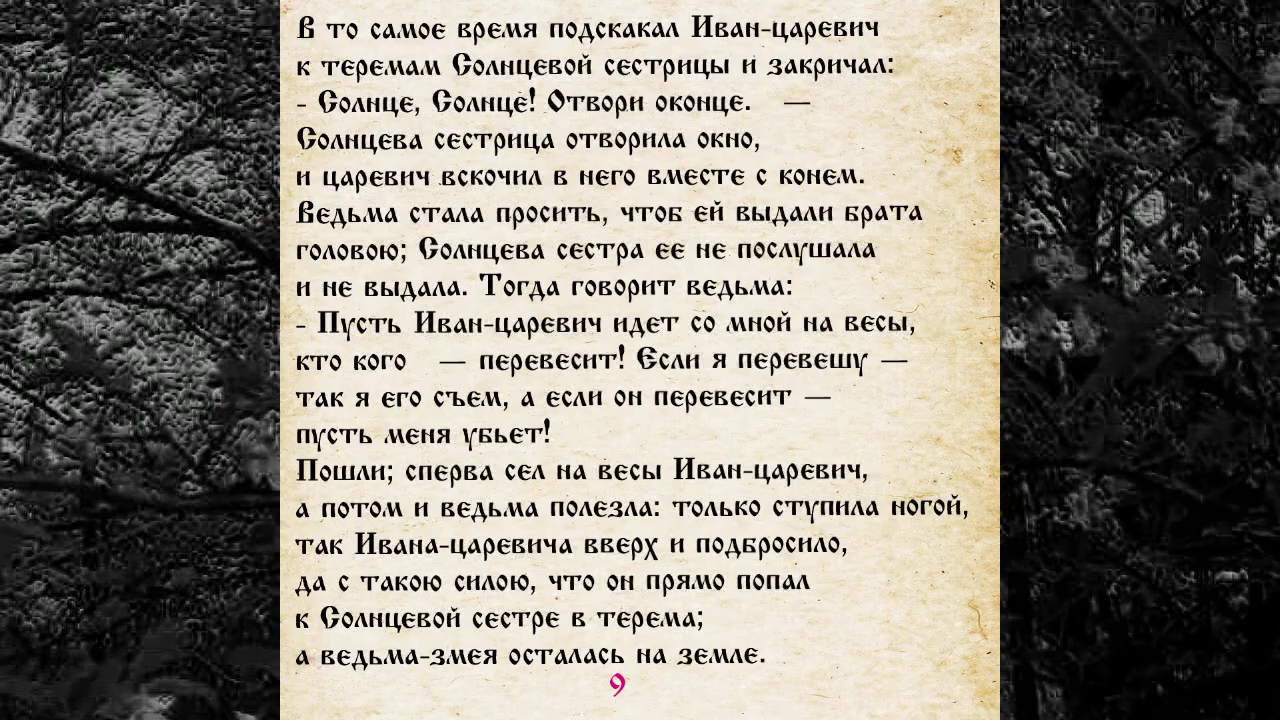 В то самое время подскакал Иван-царевич
к теремам Солнцевой сестрицы и закричал:
- Солнце, Солнце! Отвори оконце. —
Солнцева сестрица отворила окно,
и царевич вскочил в него вместе с конем.
Ведьма стала просить, чтоб ей выдали брата
головою; Солнцева сестра ее не послушала
и не выдала. Тогда говорит ведьма:
- Пусть Иван-царевич идет со мной на весы,
кто кого — перевесит! Если я перевешу —
так я его съем, а если он перевесит —
пусть меня убьет!
Пошли; сперва сел на весы Иван-царевич,
а потом и ведьма полезла: только ступила ногой,
так Ивана-царевича вверх и подбросило,
да с такою силою, что он прямо попал
к Солнцевой сестре в терема;
а ведьма-змея осталась на земле.
9